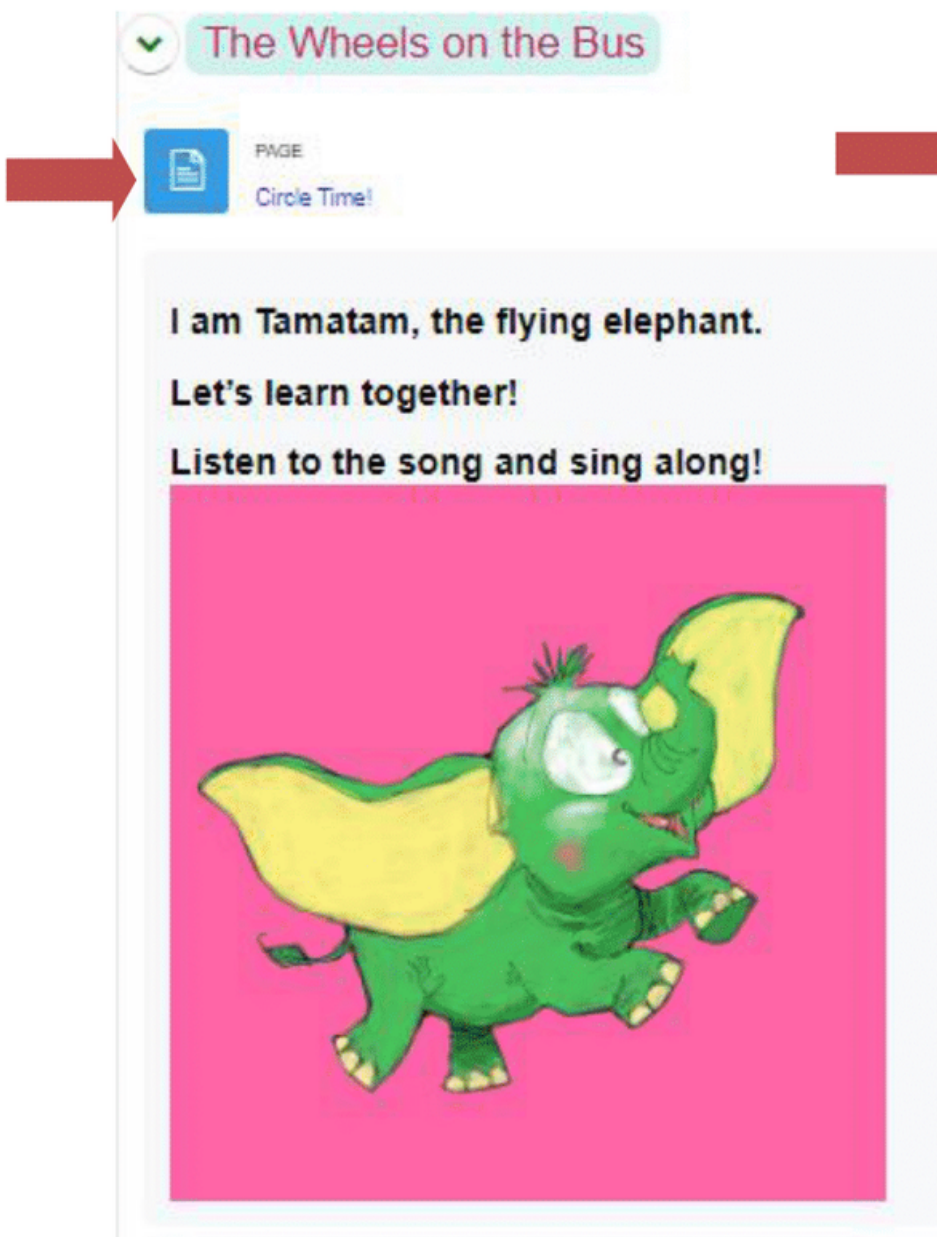 The Wheels on the Bus
PAGE
Circle Time!
I am Tamatam, the flying elephant.
Let's learn together!
Listen to the song and sing along!